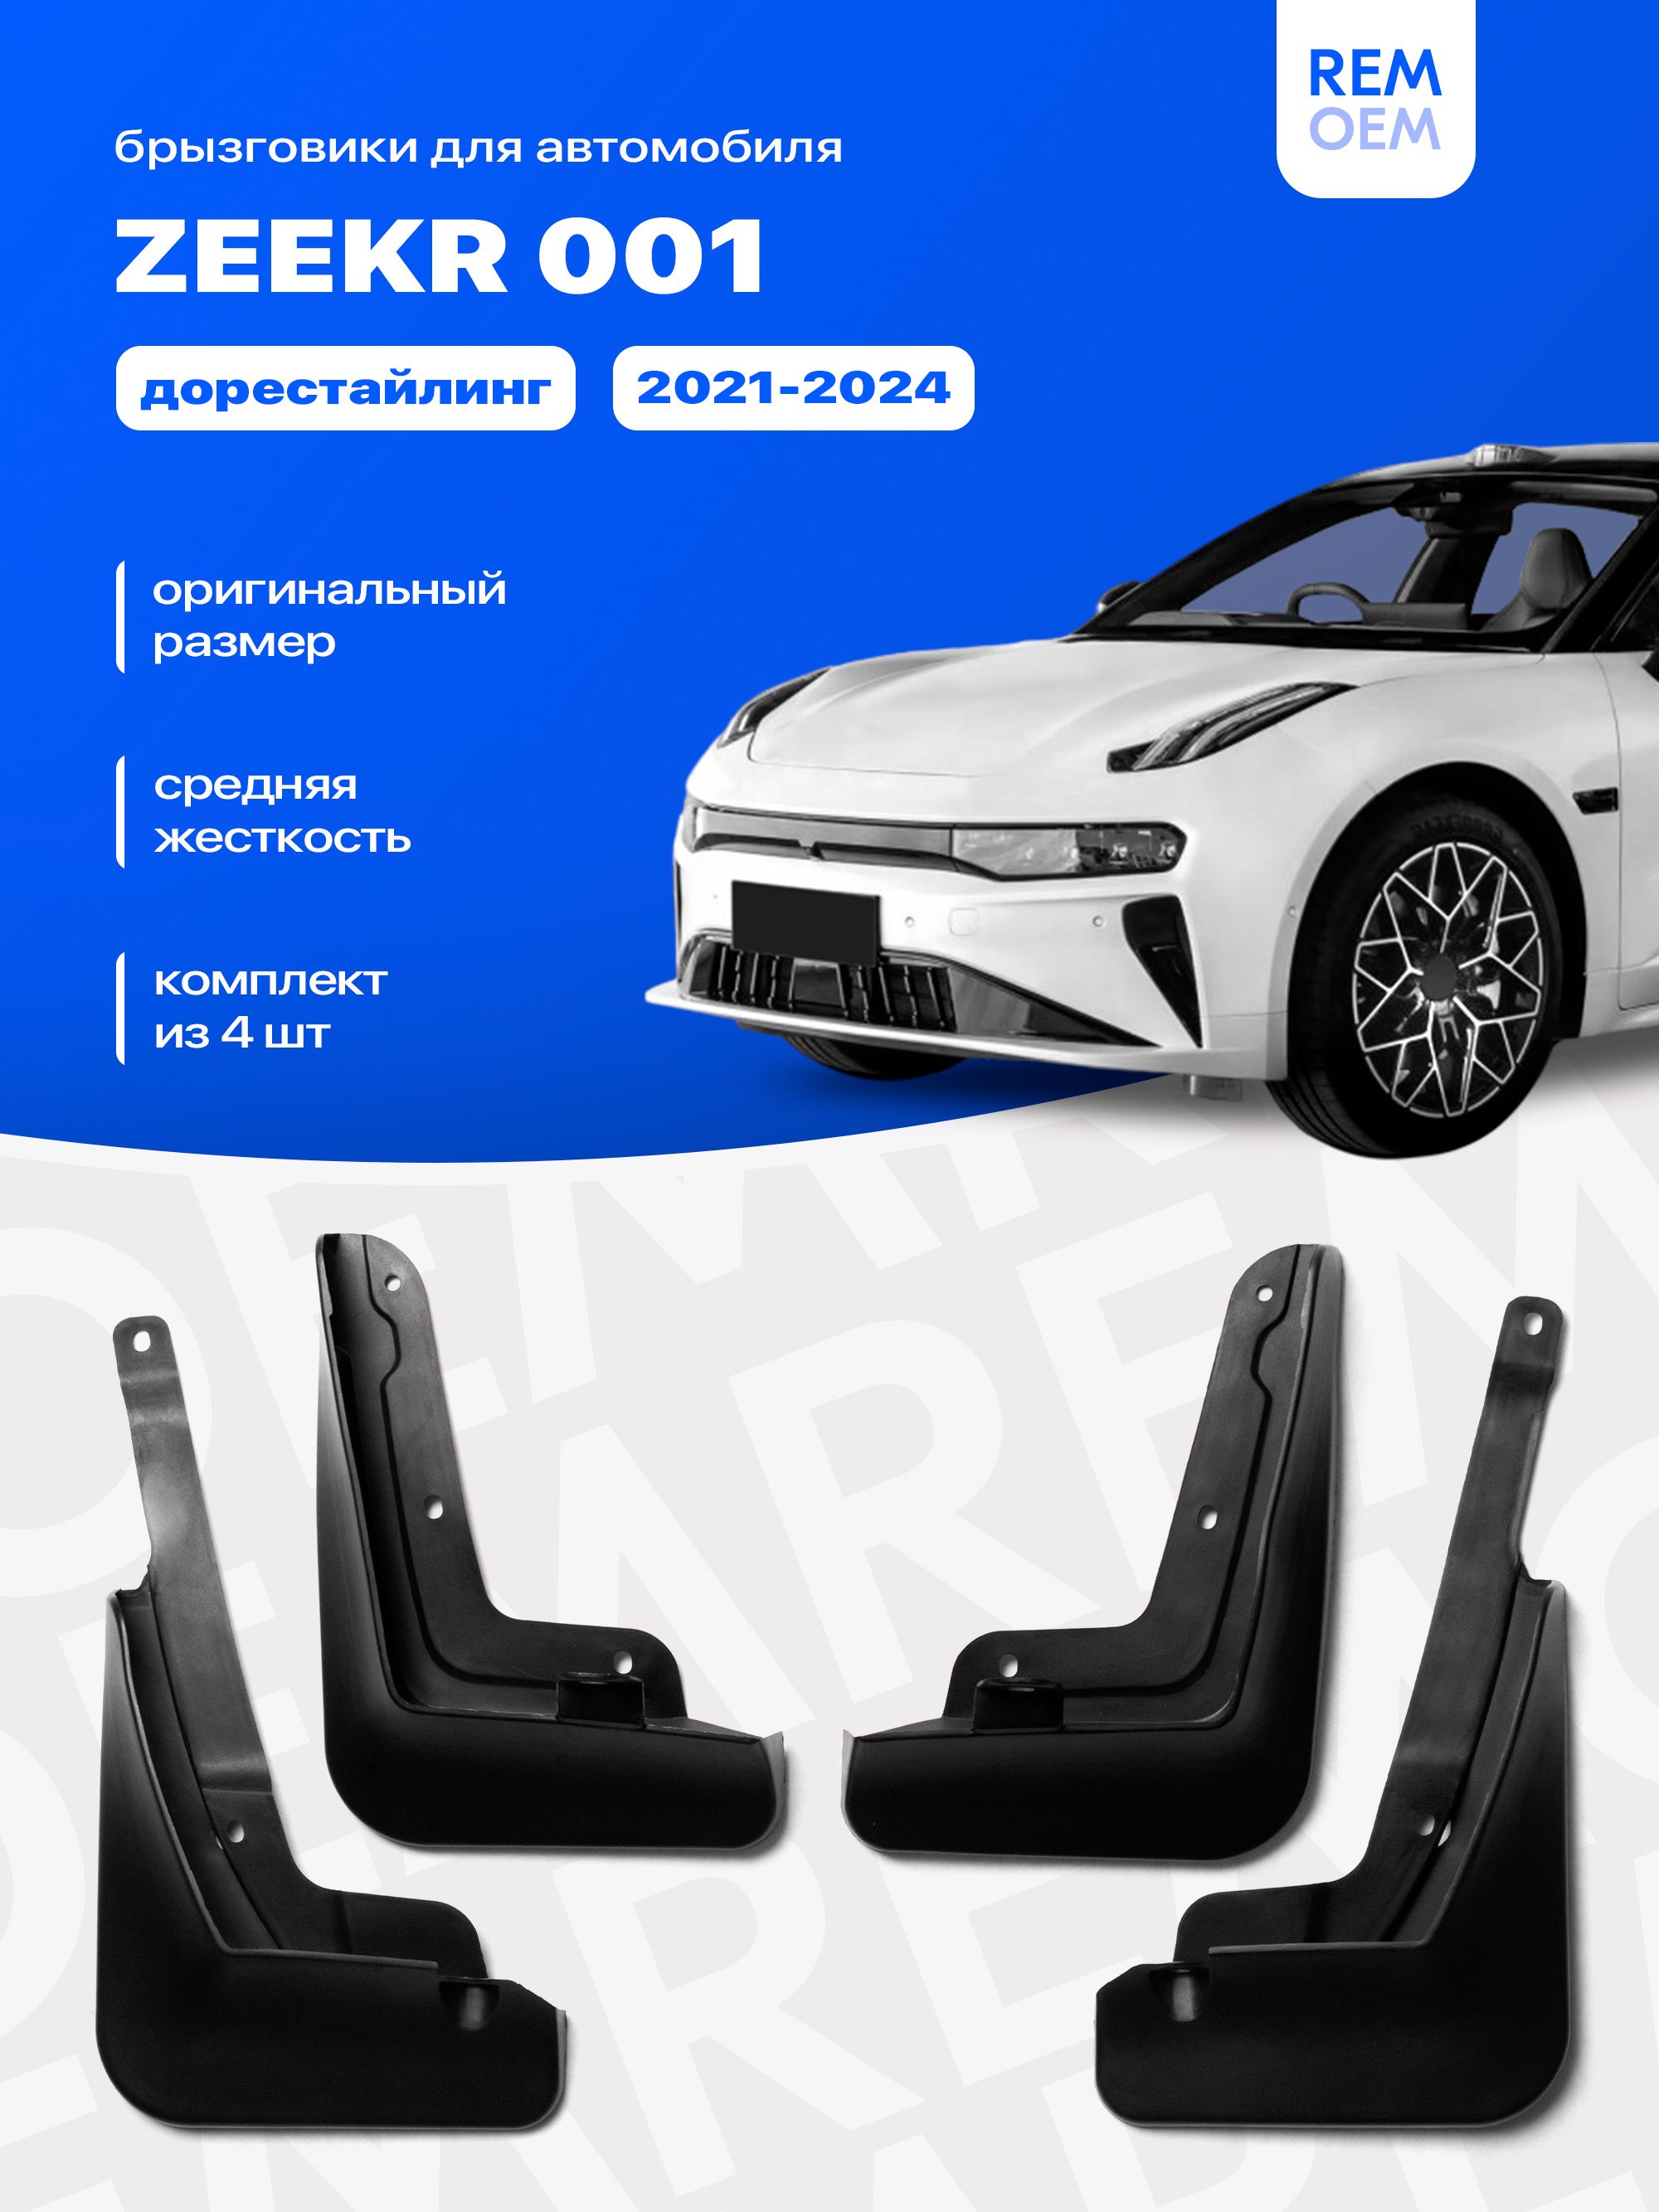 REM
OEM
брызговики для автомобиля
ZEEKR 001
дорестайлинг 2021-2024
оригинальный
размер
средняя
жесткость
комплект
из 4 шт